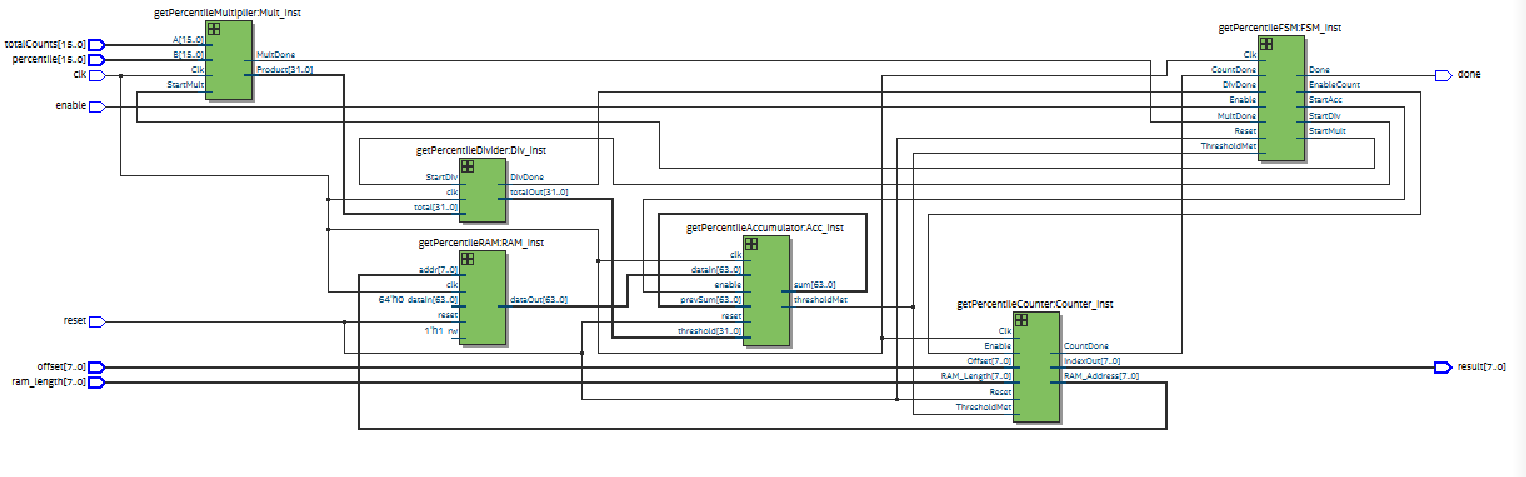 getPercentileMultiplier:Mult_inst
totalCounts[15..0]
percentile[15..0]
clk
enable
A[15..0]
B[15..0]
Clk
StartMult
MultDone
Product[31..0]
getPercentileFSM:FSM_inst
Clk
CountDone
DivDone
Enable
MultDone
Reset
ThresholdMet
Done
EnableCount
StartAcc
StartDiv
StartMult
done
getPercentileDivider:Div_inst
StartDiv
clk
total[31..0]
DivDone
totalOut[31..0]
getPercentileRAM:RAM_inst
addr[7..0]
clk
64'h0 dataIn[63..0]
reset
1'h1 rw
dataOut[63..0]
getPercentileAccumulator:Acc_inst
clk
dataIn[63..0]
enable
prevSum[63..0]
reset
threshold[31..0]
sum[63..0]
thresholdMet
getPercentileCounter:Counter_inst
Clk
Enable
Offset[7..0]
RAM_Length[7..0]
Reset
ThresholdMet
CountDone
IndexOut[7..0]
RAM_Address[7..0]
reset
offset[7..0]
ram_length[7..0]
result[7..0]